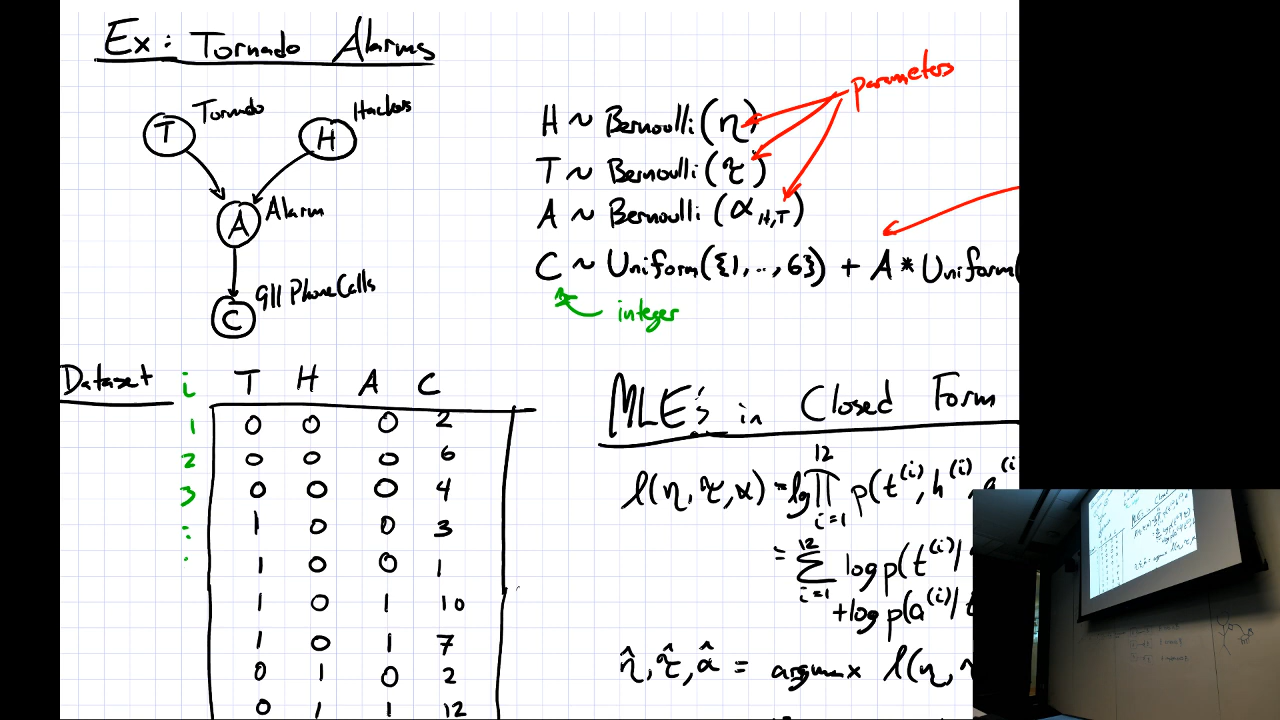 Ex: Tornado Alarms
T Tornado
H Hackers
A Alarm
C 911 Phone Calls
parameters
H ~ Bernoulli(η)
T ~ Bernoulli(τ)
A ~ Bernoulli(α_{H,T})
C ~ Uniform({1,..,6}) + A * Uniform(
integer
Dataset i T H A C
1 0 0 0 2
2 0 0 0 6
3 0 0 0 4
: 1 0 0 3
. 1 0 0 1
1 0 1 10
1 0 1 7
0 1 0 2
0 1 1 12
MLE's in Closed Form
l(η,τ,α) = log ∏_{i=1}^{12} p(t^{(i)}, h^{(i)}, a^{(i
= ∑_{i=1}^{12} log p(t^{(i)}|
+log p(a^{(i)}| t
η̂, τ̂, α̂ = argmax l(η, τ